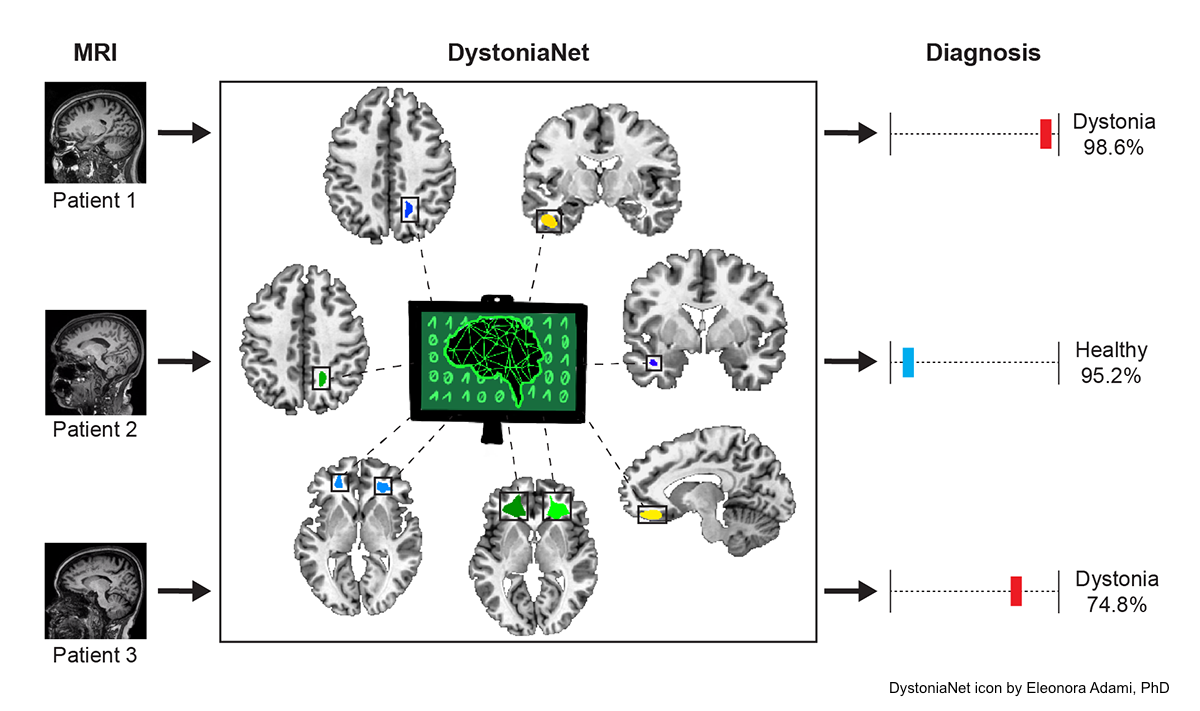 MRI
DystoniaNet
Diagnosis
Patient 1
Dystonia
98.6%
Patient 2
Healthy
95.2%
Patient 3
Dystonia
74.8%
DystoniaNet icon by Eleonora Adami, PhD